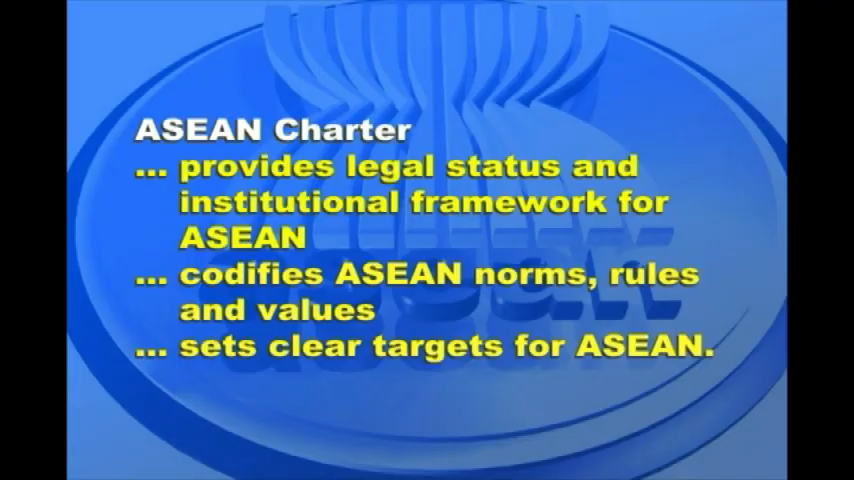 ASEAN Charter
... provides legal status and
institutional framework for
ASEAN
... codifies ASEAN norms, rules
and values
... sets clear targets for ASEAN.
asean